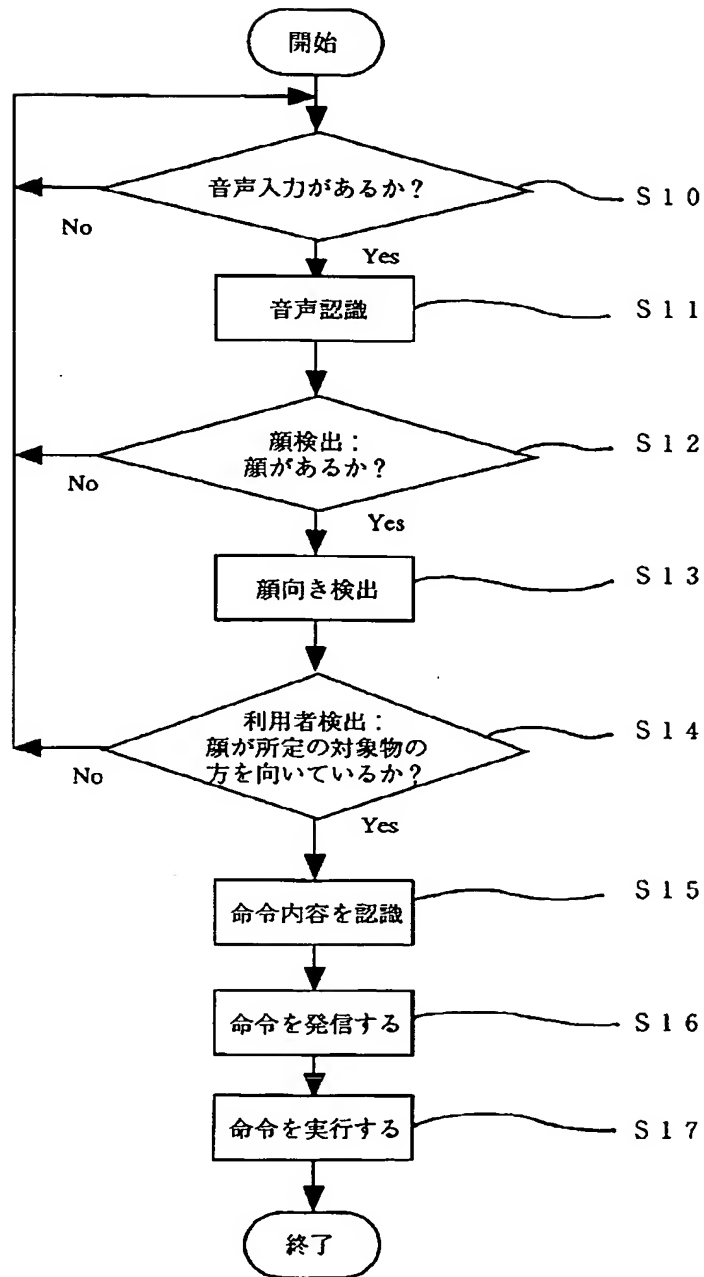 開始
音声入力があるか？
S10
No
Yes
音声認識
S11
顔検出：
顔があるか？
S12
No
Yes
顔向き検出
S13
利用者検出：
顔が所定の対象物の
方を向いているか？
S14
No
Yes
命令内容を認識
S15
命令を発信する
S16
命令を実行する
S17
終了